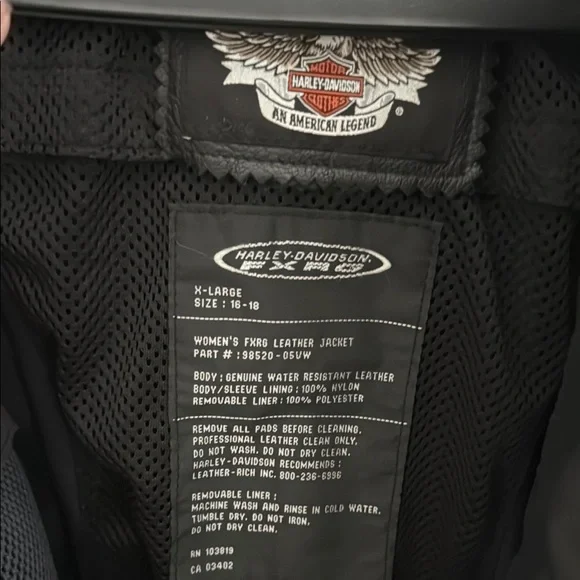 MOTOR
HARLEY-DAVIDSON
CLOTHES
AN AMERICAN LEGEND
®
HARLEY-DAVIDSON.
FXRG
X-LARGE
SIZE : 16-18
WOMEN'S FXRG LEATHER JACKET
PART # : 98520-05VW
BODY : GENUINE WATER RESISTANT LEATHER
BODY/SLEEVE LINING : 100% NYLON
REMOVABLE LINER : 100% POLYESTER
REMOVE ALL PADS BEFORE CLEANING.
PROFESSIONAL LEATHER CLEAN ONLY.
DO NOT WASH. DO NOT DRY CLEAN.
HARLEY-DAVIDSON RECOMMENDS :
LEATHER-RICH INC. 800-236-6996
REMOVABLE LINER :
MACHINE WASH AND RINSE IN COLD WATER.
TUMBLE DRY. DO NOT IRON.
DO NOT DRY CLEAN.
RN 103819
CA 03402